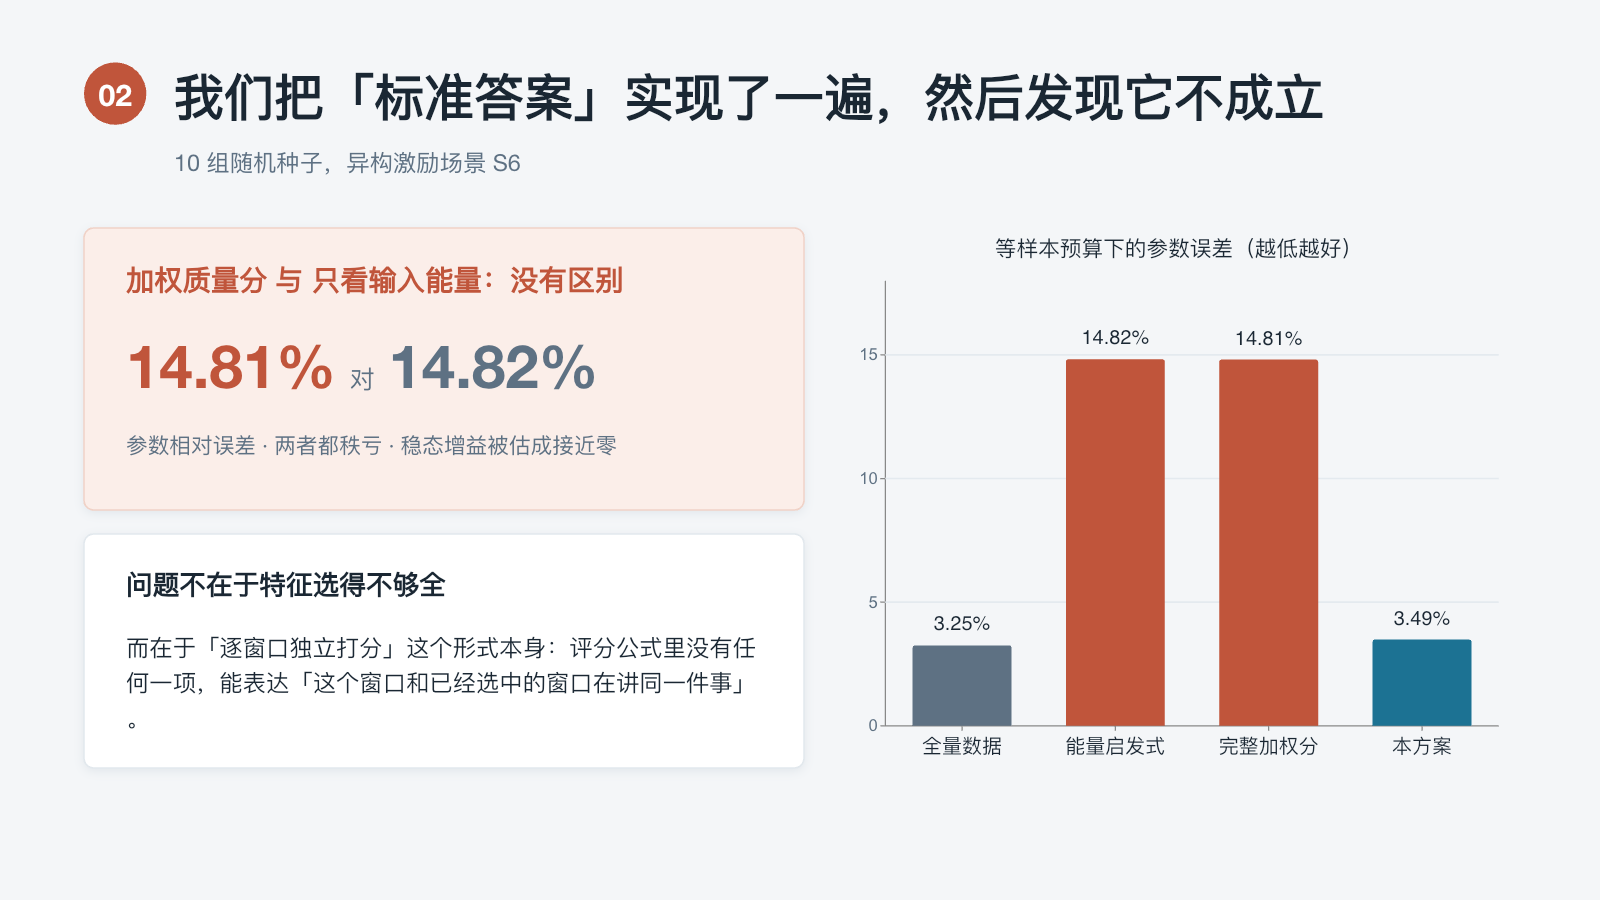 02
我们把「标准答案」实现了一遍，然后发现它不成立
10 组随机种子，异构激励场景 S6
加权质量分 与 只看输入能量：没有区别
14.81% 对 14.82%
参数相对误差 · 两者都秩亏 · 稳态增益被估成接近零
问题不在于特征选得不够全
而在于「逐窗口独立打分」这个形式本身：评分公式里没有任
何一项，能表达「这个窗口和已经选中的窗口在讲同一件事」
。
等样本预算下的参数误差（越低越好）
15
10
5
0
3.25%
14.82%
14.81%
3.49%
全量数据
能量启发式
完整加权分
本方案